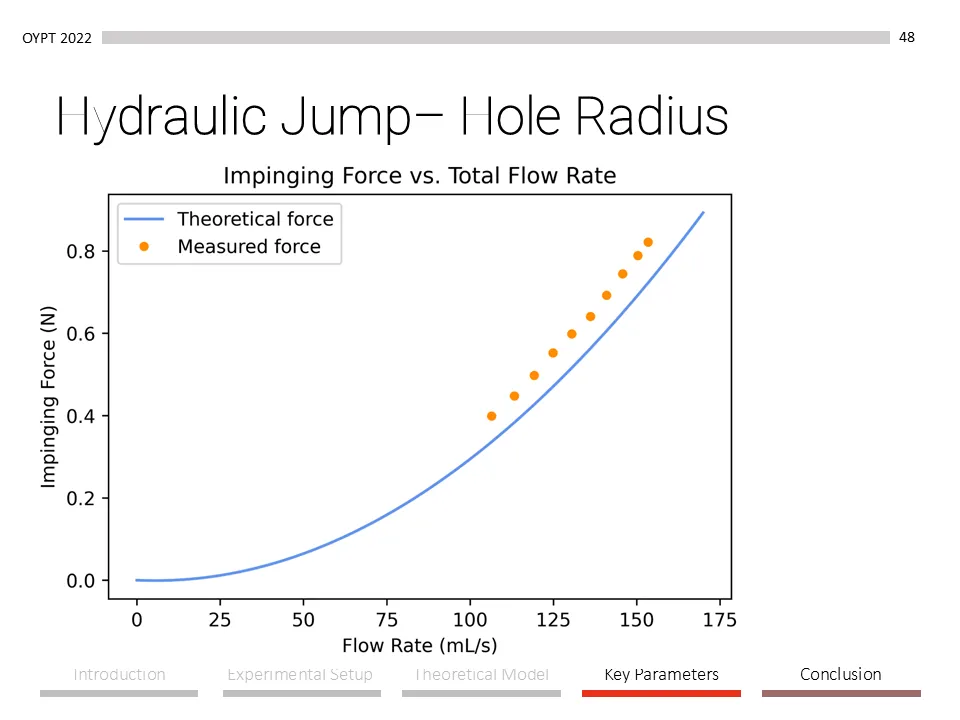 OYPT 2022
48
Hydraulic Jump– Hole Radius
Impinging Force vs. Total Flow Rate
Theoretical force
Measured force
Impinging Force (N)
0.8
0.6
0.4
0.2
0.0
0 25 50 75 100 125 150 175
Flow Rate (mL/s)
Introduction Experimental Setup Theoretical Model Key Parameters Conclusion